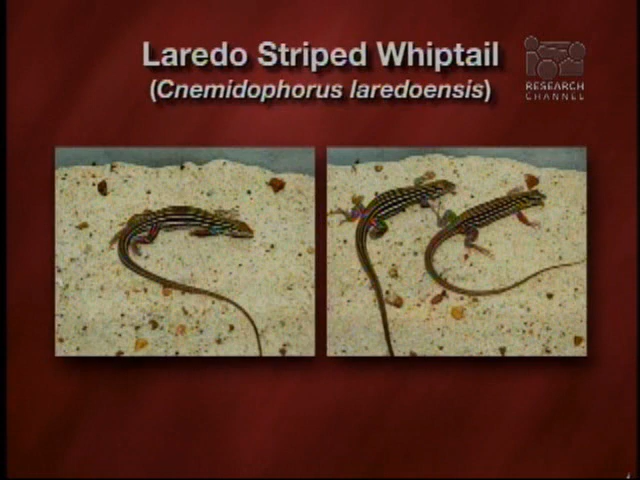 Laredo Striped Whiptail
(Cnemidophorus laredoensis)
RESEARCH
CHANNEL